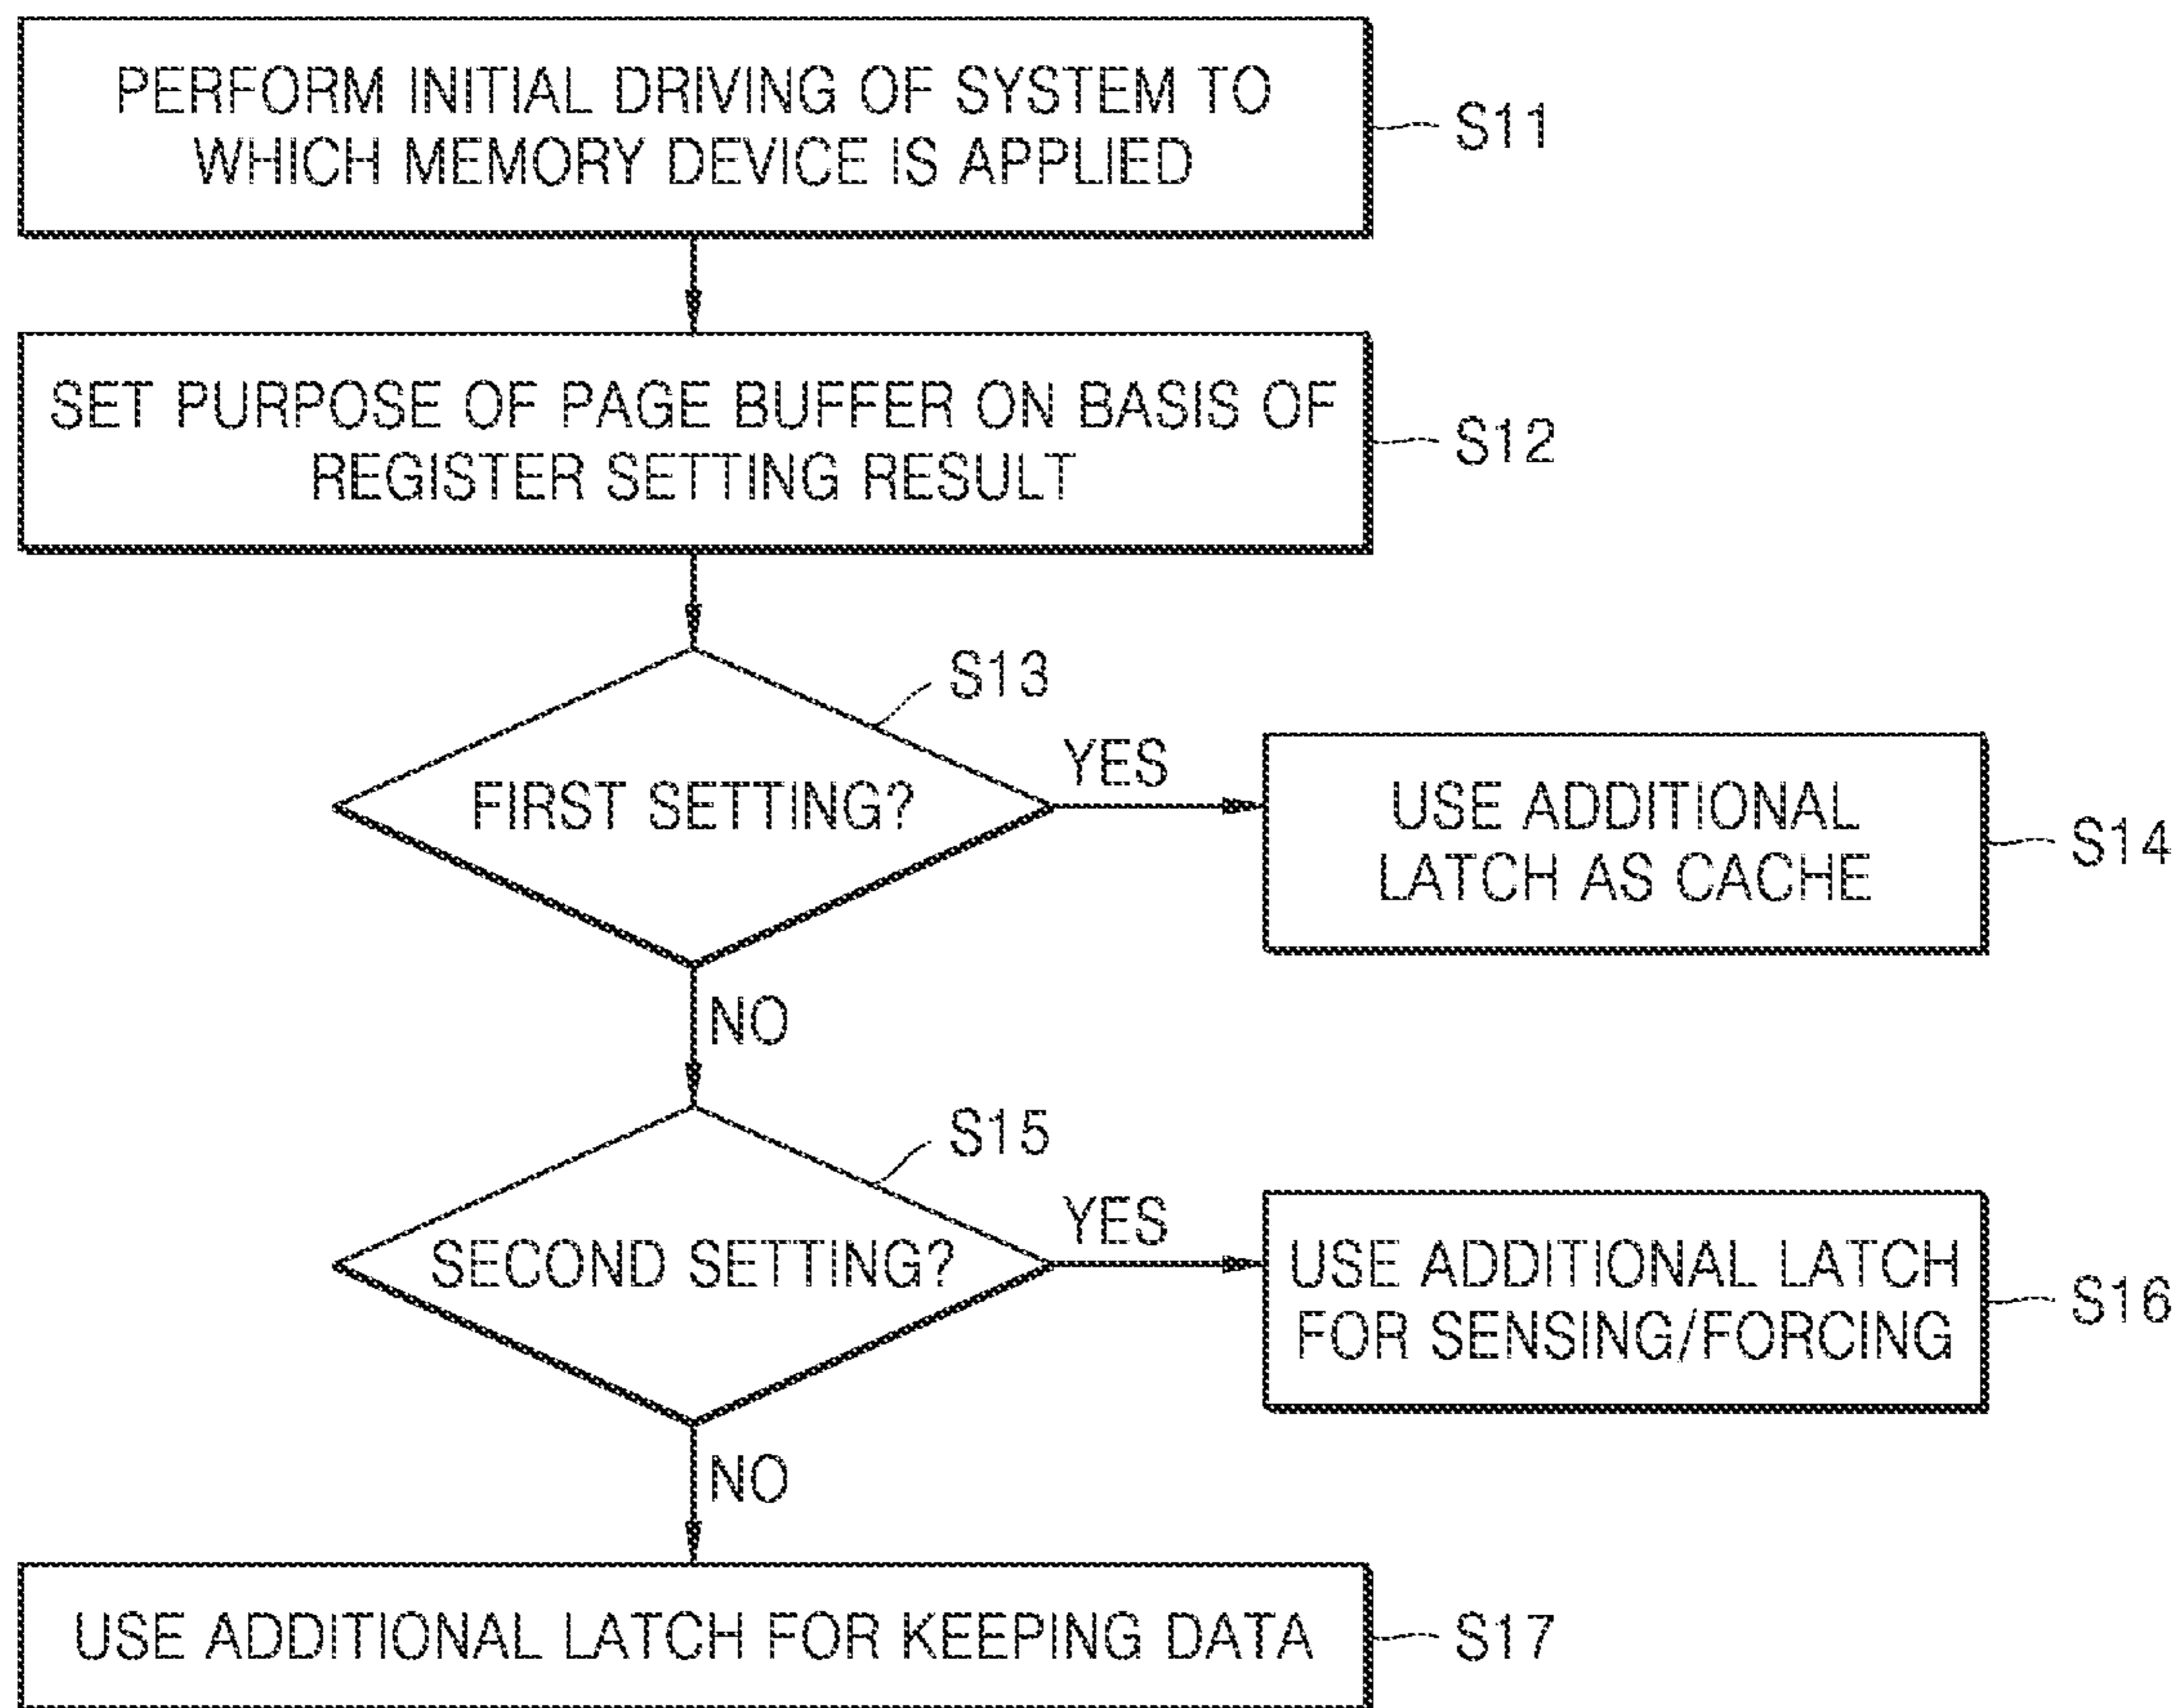 PERFORM INITIAL DRIVING OF SYSTEM TO
WHICH MEMORY DEVICE IS APPLIED
S11
SET PURPOSE OF PAGE BUFFER ON BASIS OF
REGISTER SETTING RESULT
S12
S13
FIRST SETTING?
YES
USE ADDITIONAL
LATCH AS CACHE
S14
NO
S15
SECOND SETTING?
YES
USE ADDITIONAL LATCH
FOR SENSING/FORCING
S16
NO
USE ADDITIONAL LATCH FOR KEEPING DATA
S17